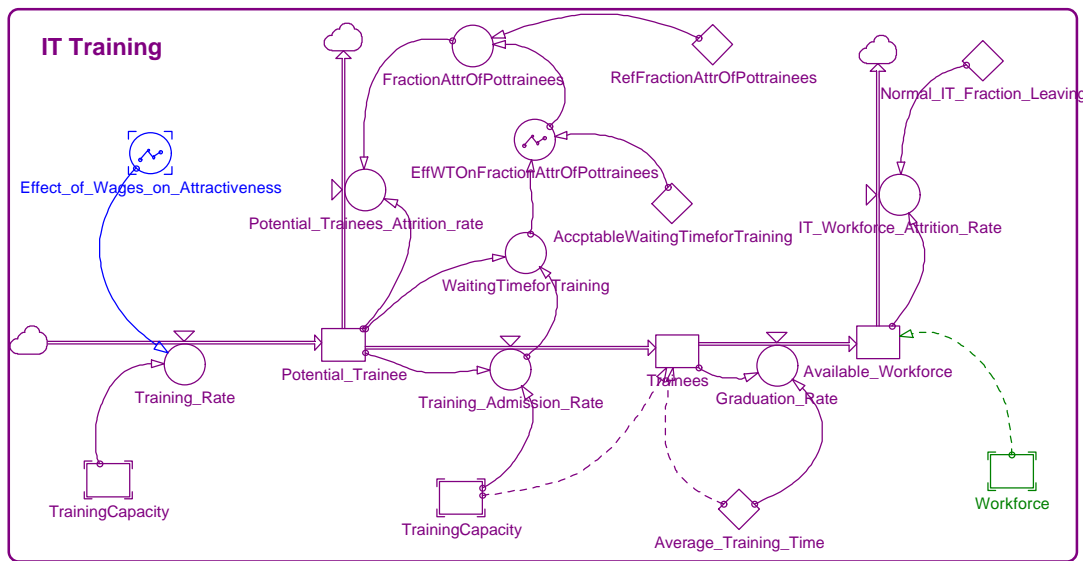 IT Training
FractionAttrOfPottrainees
RefFractionAttrOfPottrainees
Normal_IT_Fraction_Leaving
Effect_of_Wages_on_Attractiveness
EffWTOnFractionAttrOfPottrainees
Potential_Trainees_Attrition_rate
AccptableWaitingTimeforTraining
IT_Workforce_Attrition_Rate
WaitingTimeforTraining
Potential_Trainee
Trainees
Available_Workforce
Training_Rate
Training_Admission_Rate
Graduation_Rate
TrainingCapacity
TrainingCapacity
Average_Training_Time
Workforce